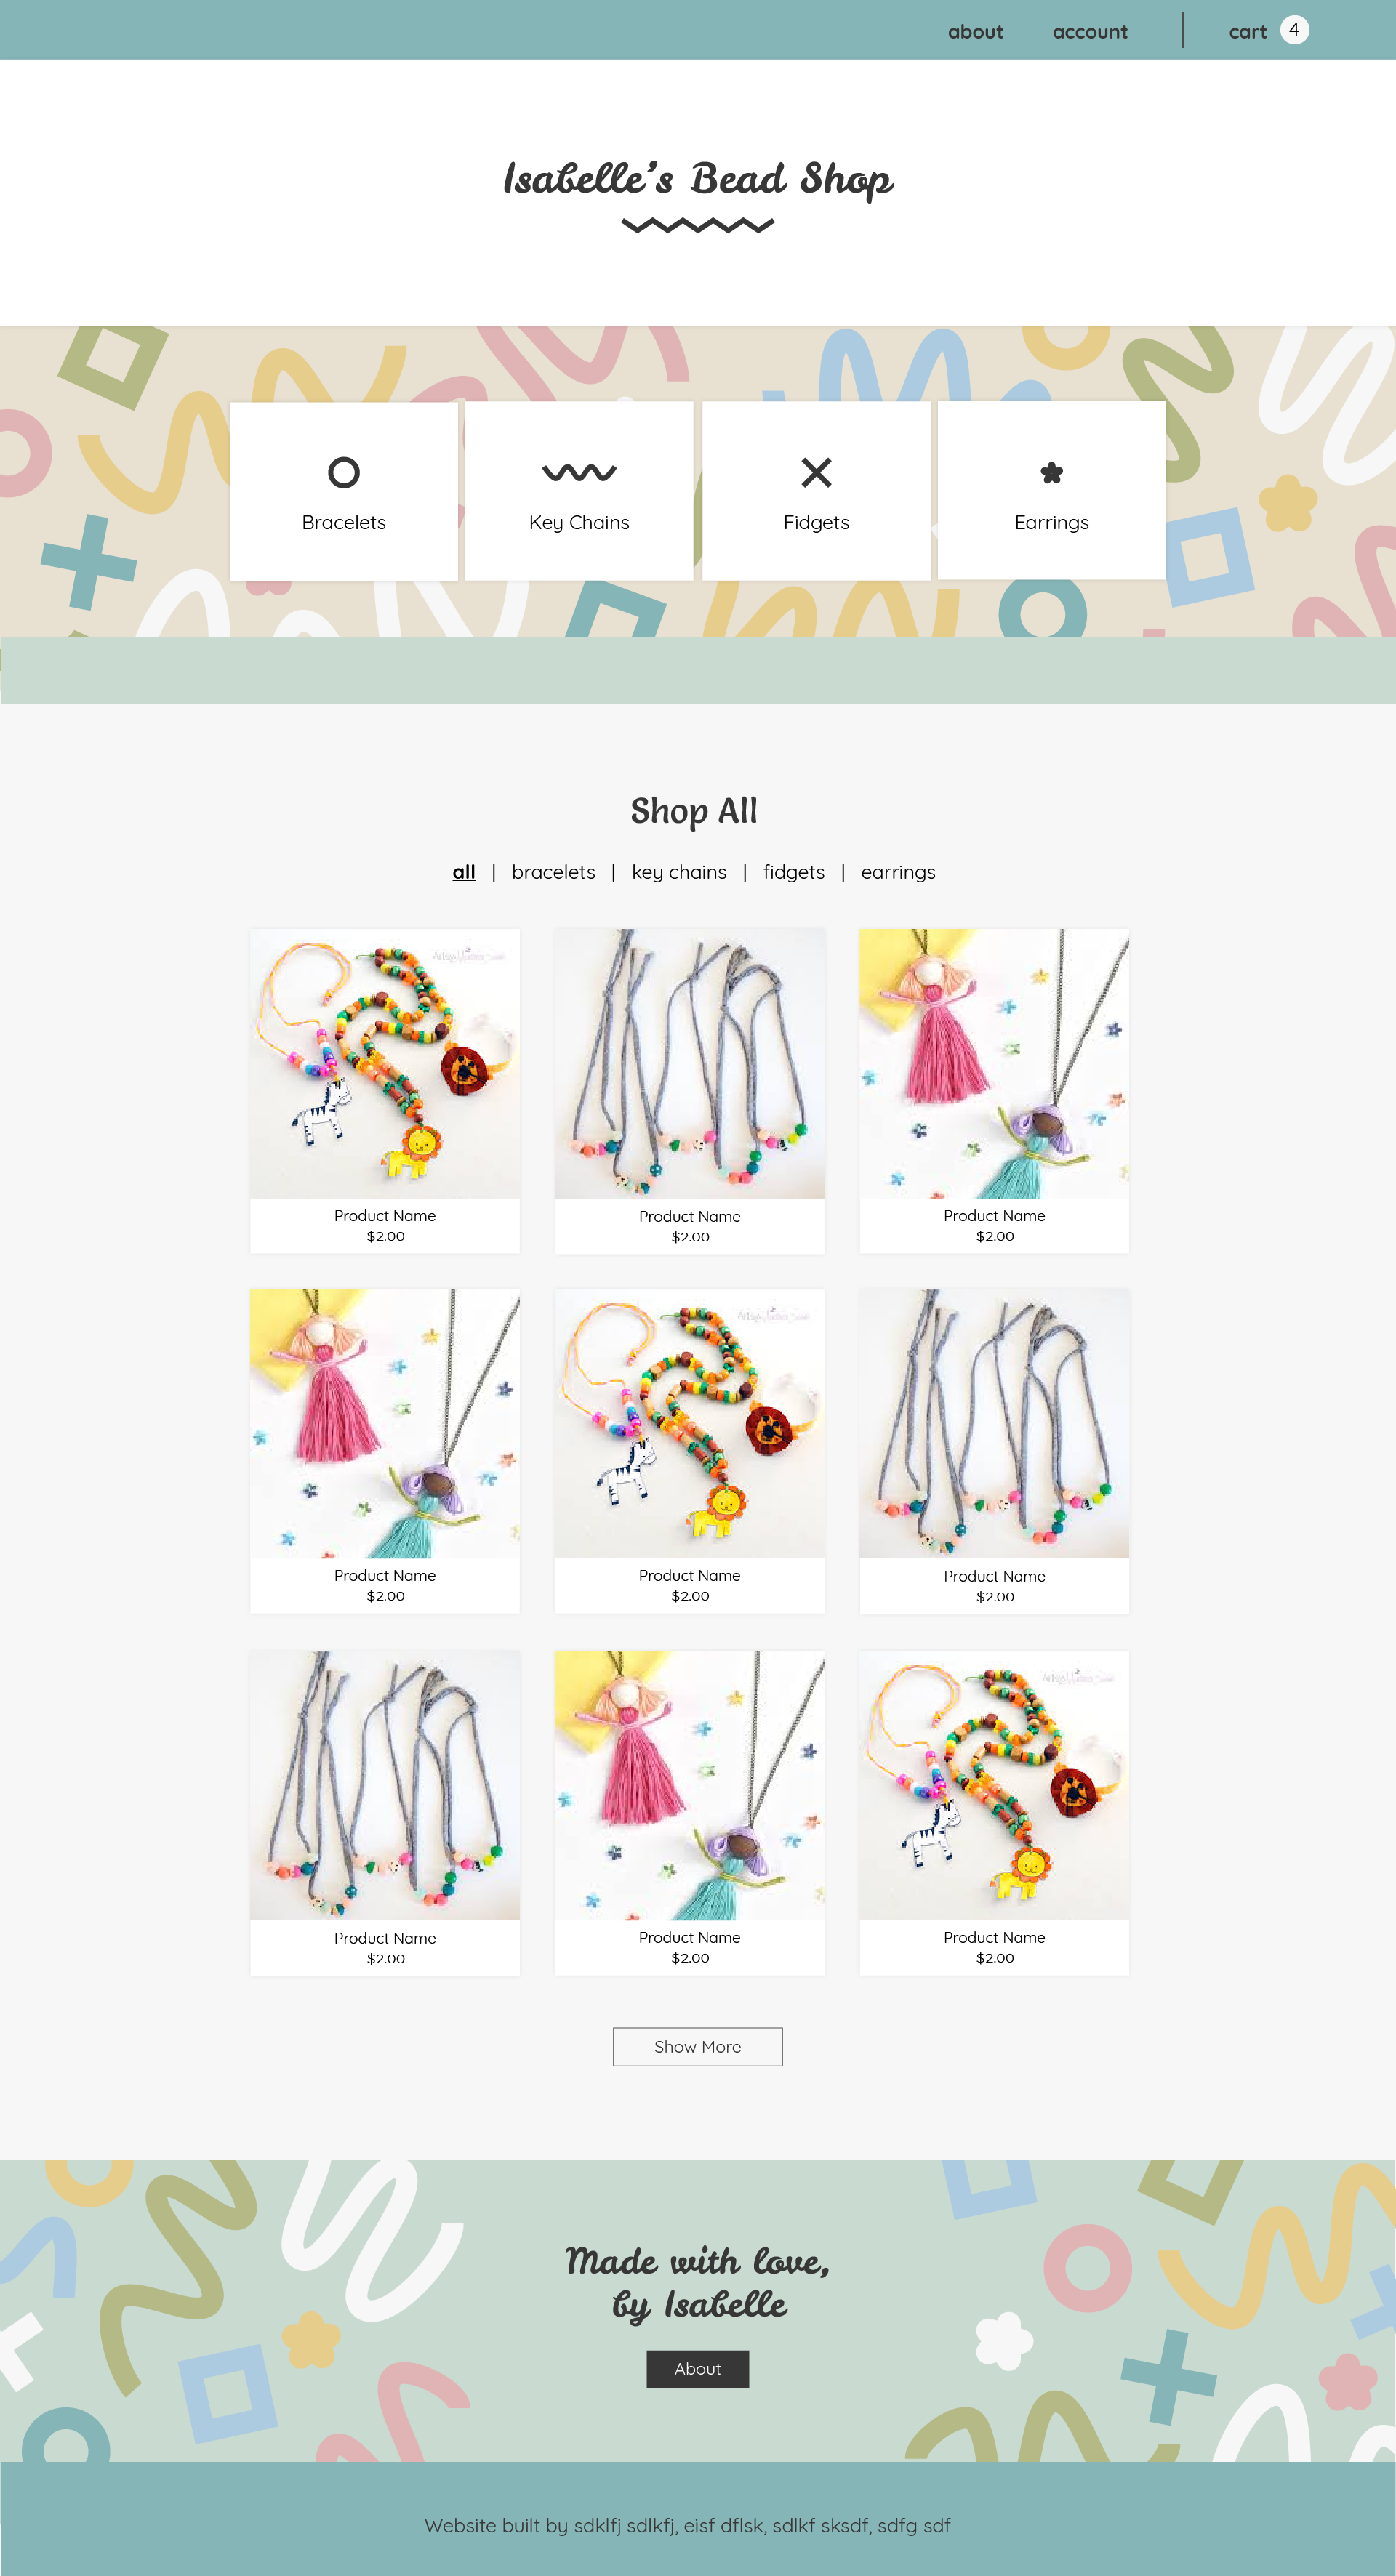 about account | cart 4
Isabelle's Bead Shop
Bracelets Key Chains Fidgets Earrings
Shop All
all | bracelets | key chains | fidgets | earrings
Product Name Product Name Product Name
$2.00 $2.00 $2.00
Product Name Product Name Product Name
$2.00 $2.00 $2.00
Product Name Product Name Product Name
$2.00 $2.00 $2.00
Show More
Made with love,
by Isabelle
About
Website built by sdklfj sdlkfj, eisf dflsk, sdlkf sksdf, sdfg sdf